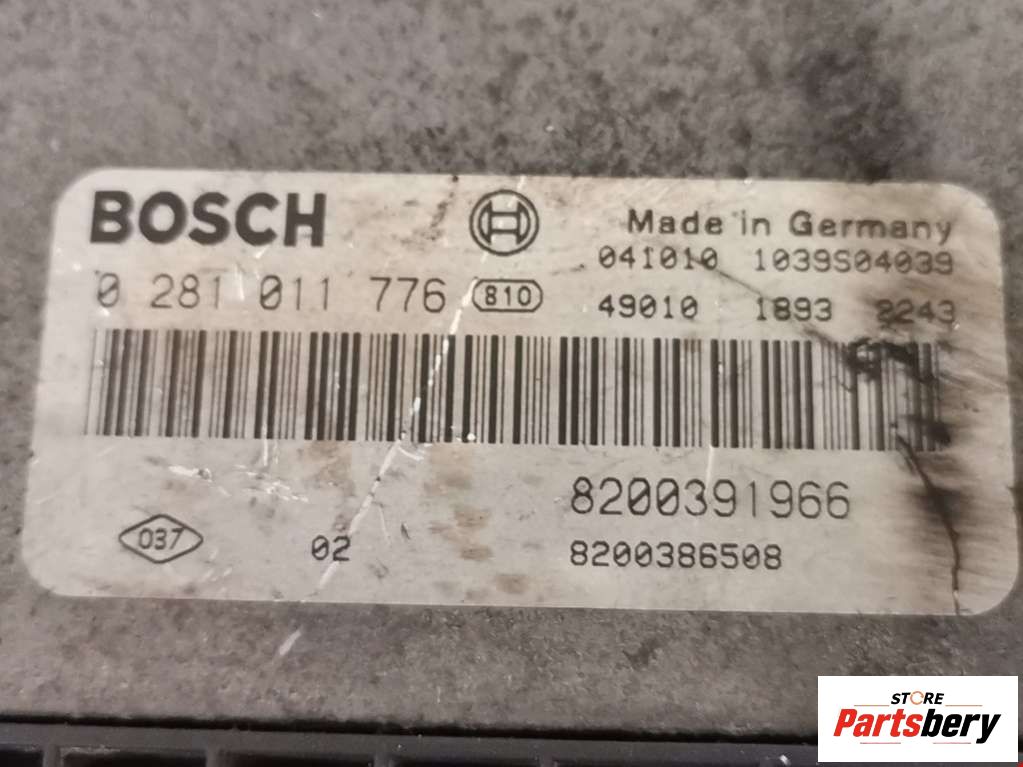 BOSCH
Made in Germany
041010 1039S04039
0 281 011 776 810
49010 1893 2243
8200391966
037 02
8200386508
STORE
Partsbery